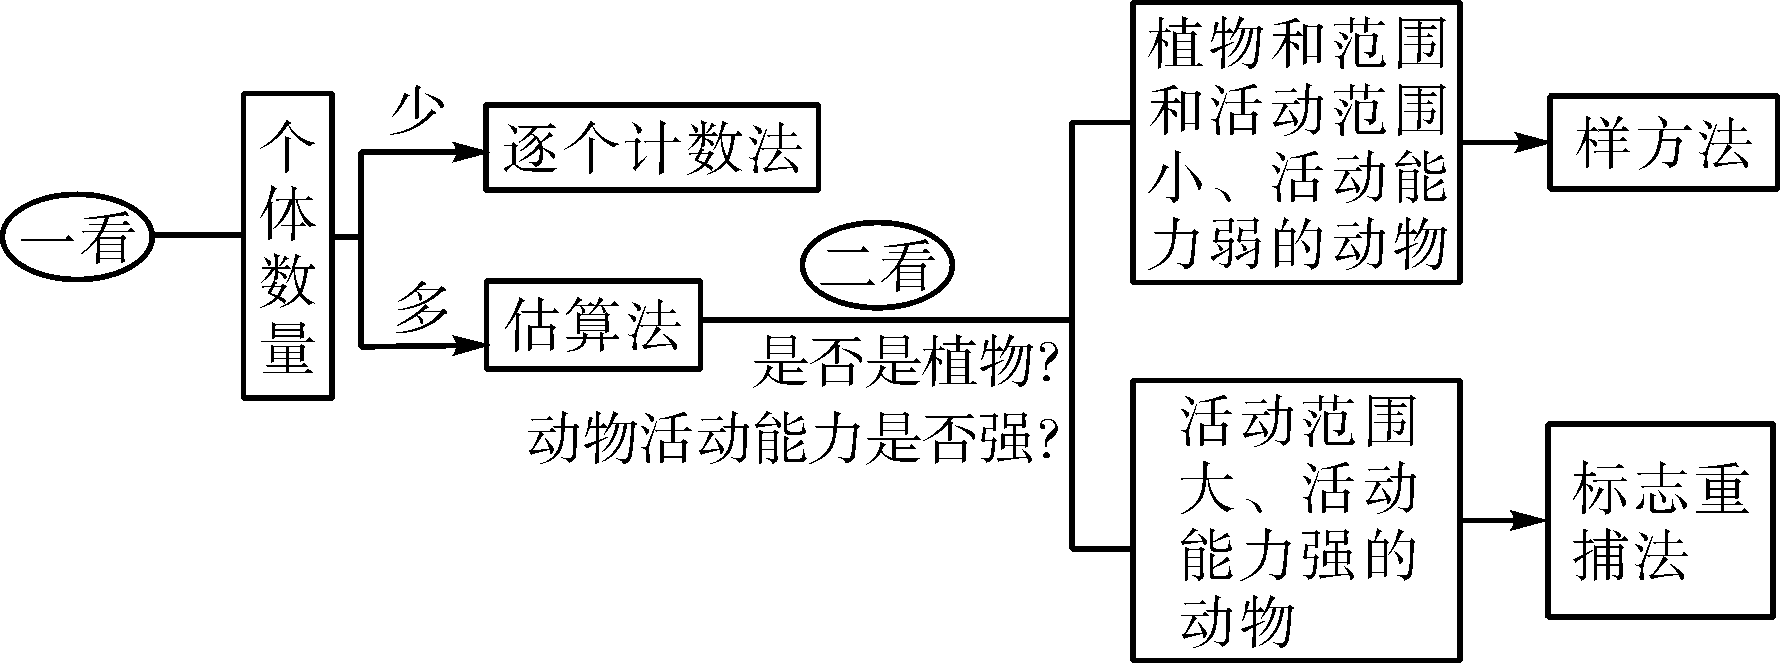 一看
个
体
数
量
少
逐个计数法
多
估算法
二看
是否是植物?
动物活动能力是否强?
植物和范围
和活动范围
小、活动能
力弱的动物
样方法
活动范围
大、活动
能力强的
动物
标志重
捕法